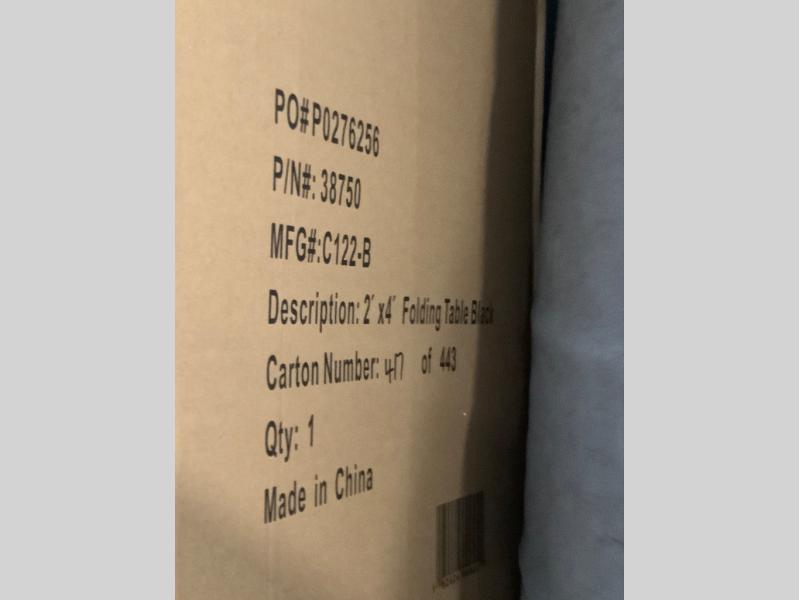 PO#P0276256
P/N#: 38750
MFG#:C122-B
Description: 2´ x4´ Folding Table Black
Carton Number: of 443
Qty: 1
Made in China